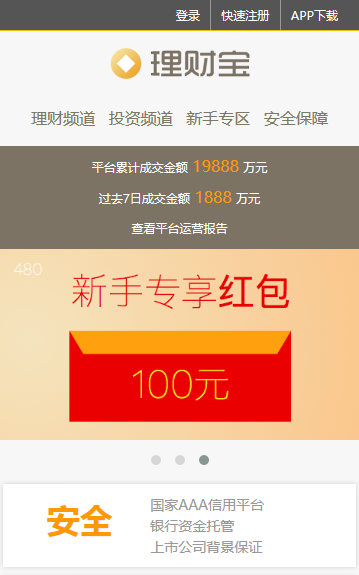 登录 快速注册 APP下载
理财宝
理财频道 投资频道 新手专区 安全保障
平台累计成交金额 19888 万元
过去7日成交金额 1888 万元
查看平台运营报告
480
新手专享红包
100元
安全
国家AAA信用平台
银行资金托管
上市公司背景保证